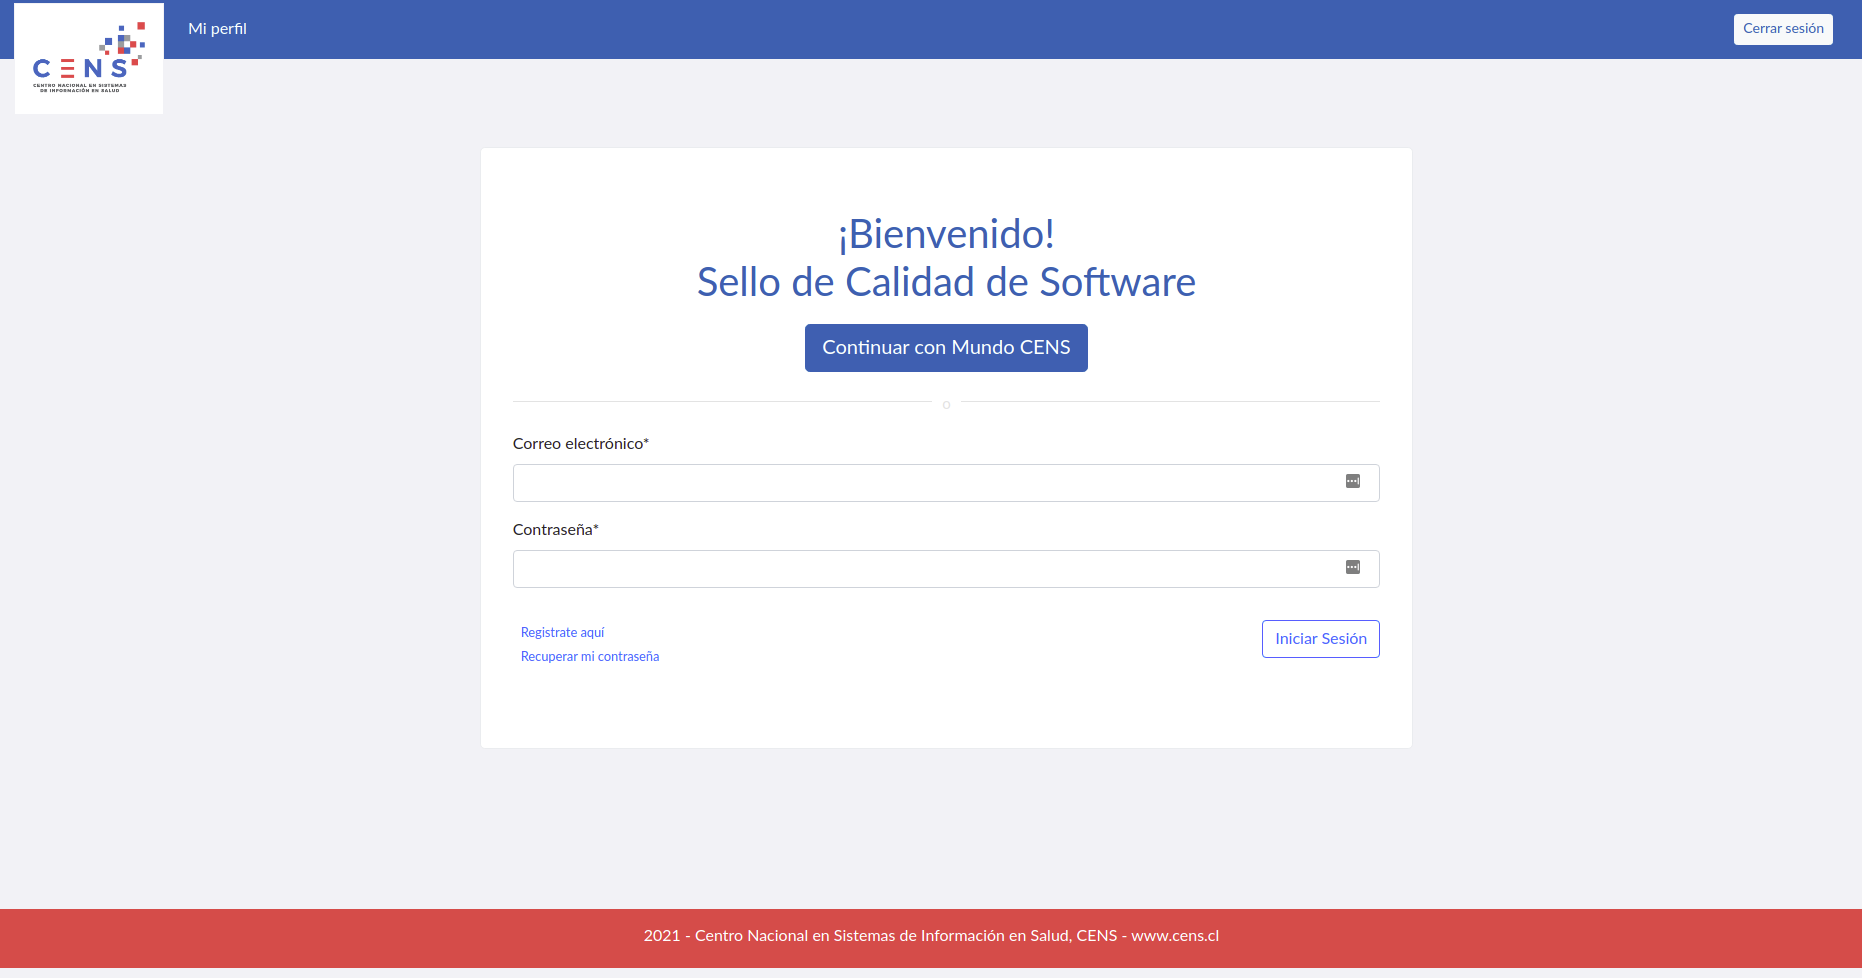 CENS
CENTRO NACIONAL EN SISTEMAS
DE INFORMACIÓN EN SALUD
Mi perfil
Cerrar sesión
¡Bienvenido!
Sello de Calidad de Software
Continuar con Mundo CENS
o
Correo electrónico*
Contraseña*
Registrate aquí
Recuperar mi contraseña
Iniciar Sesión
2021 - Centro Nacional en Sistemas de Información en Salud, CENS - www.cens.cl